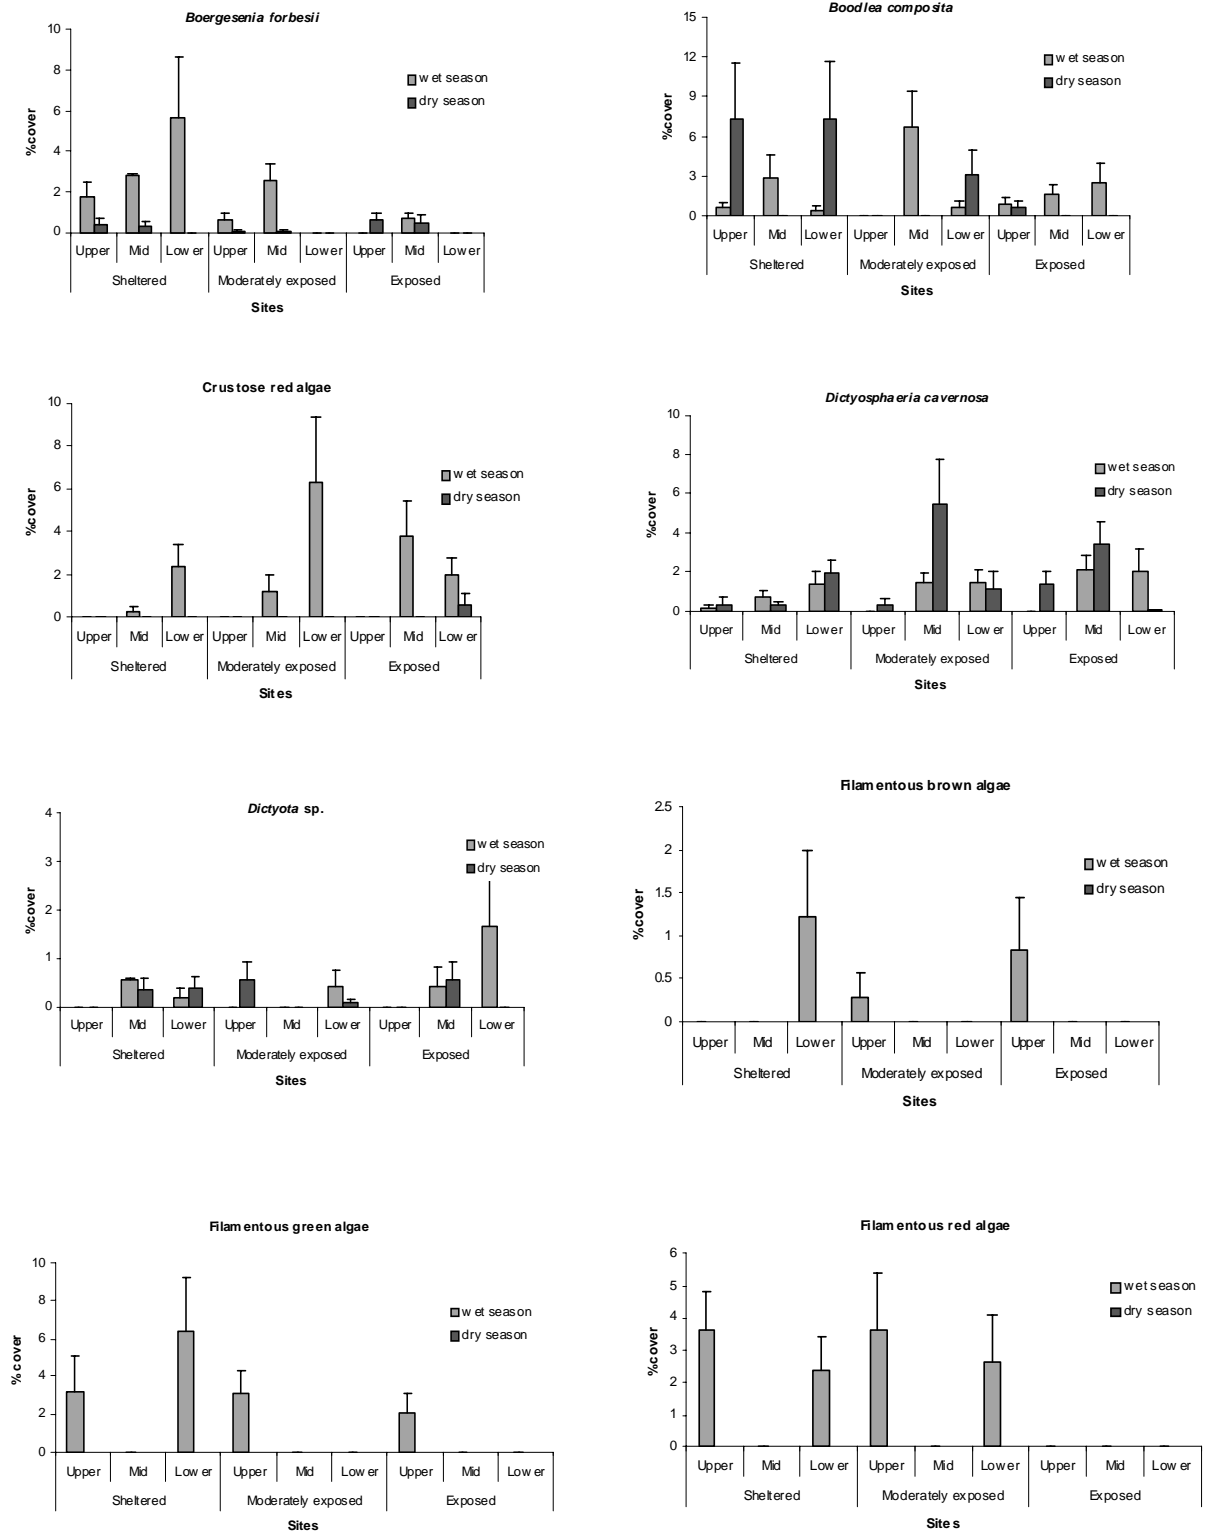 Boergesenia forbesii
10
8
6
4
2
0
%cover
wet season
dry season
Upper Mid Lower Upper Mid Lower Upper Mid Lower
Sheltered Moderately exposed Exposed
Sites
Boodlea composita
15
12
9
6
3
0
%cover
wet season
dry season
Upper Mid Lower Upper Mid Lower Upper Mid Lower
Sheltered Moderately exposed Exposed
Sites
Crustose red algae
10
8
6
4
2
0
%cover
wet season
dry season
Upper Mid Lower Upper Mid Lower Upper Mid Lower
Sheltered Moderately exposed Exposed
Sites
Dictyosphaeria cavernosa
10
8
6
4
2
0
%cover
wet season
dry season
Upper Mid Lower Upper Mid Lower Upper Mid Lower
Sheltered Moderately exposed Exposed
Sites
Dictyota sp.
4
3
2
1
0
%cover
wet season
dry season
Upper Mid Lower Upper Mid Lower Upper Mid Lower
Sheltered Moderately exposed Exposed
Sites
Filamentous brown algae
2.5
2
1.5
1
0.5
0
%cover
wet season
dry season
Upper Mid Lower Upper Mid Lower Upper Mid Lower
Sheltered Moderately exposed Exposed
Sites
Filamentous green algae
10
8
6
4
2
0
%cover
wet season
dry season
Upper Mid Lower Upper Mid Lower Upper Mid Lower
Sheltered Moderately exposed Exposed
Sites
Filamentous red algae
6
5
4
3
2
1
0
%cover
wet season
dry season
Upper Mid Lower Upper Mid Lower Upper Mid Lower
Sheltered Moderately exposed Exposed
Sites